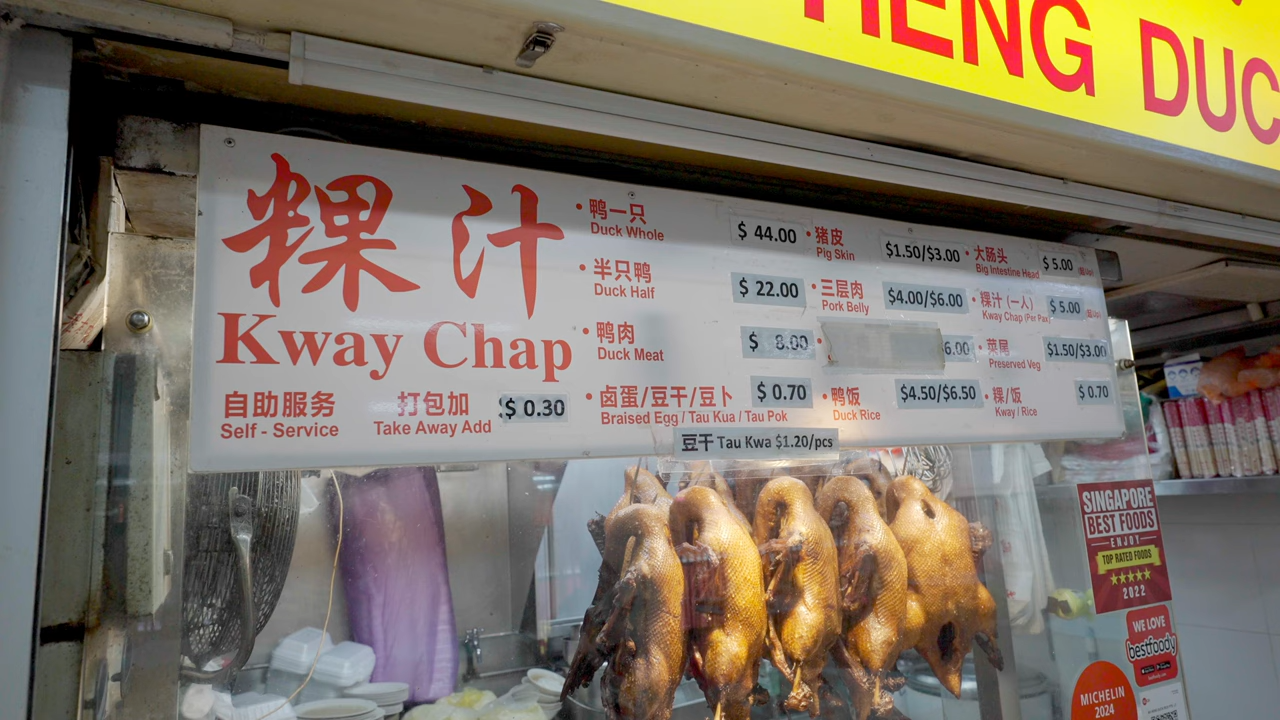 HENG DUC
粿汁
Kway Chap
自助服务
Self - Service
打包加 $ 0.30
Take Away Add
• 鸭一只 $ 44.00
Duck Whole
• 半只鸭 $ 22.00
Duck Half
• 鸭肉 $ 8.00
Duck Meat
• 卤蛋/豆干/豆卜 $ 0.70
Braised Egg / Tau Kua / Tau Pok
豆干 Tau Kwa $1.20/pcs
• 猪皮 $1.50/$3.00
Pig Skin
• 三层肉 $4.00/$6.00
Pork Belly
• 6.00
• 鸭饭 $4.50/$6.50
Duck Rice
• 大肠头 $ 5.00
Big Intestine Head
• 粿汁 (一人) $ 5.00
Kway Chap (Per Pax)
• 菜尾 $1.50/$3.00
Preserved Veg
• 粿/饭 $ 0.70
Kway / Rice
SINGAPORE
BEST FOODS
ENJOY
TOP RATED FOODS
2022
WE LOVE
bestfoody
MICHELIN
2024